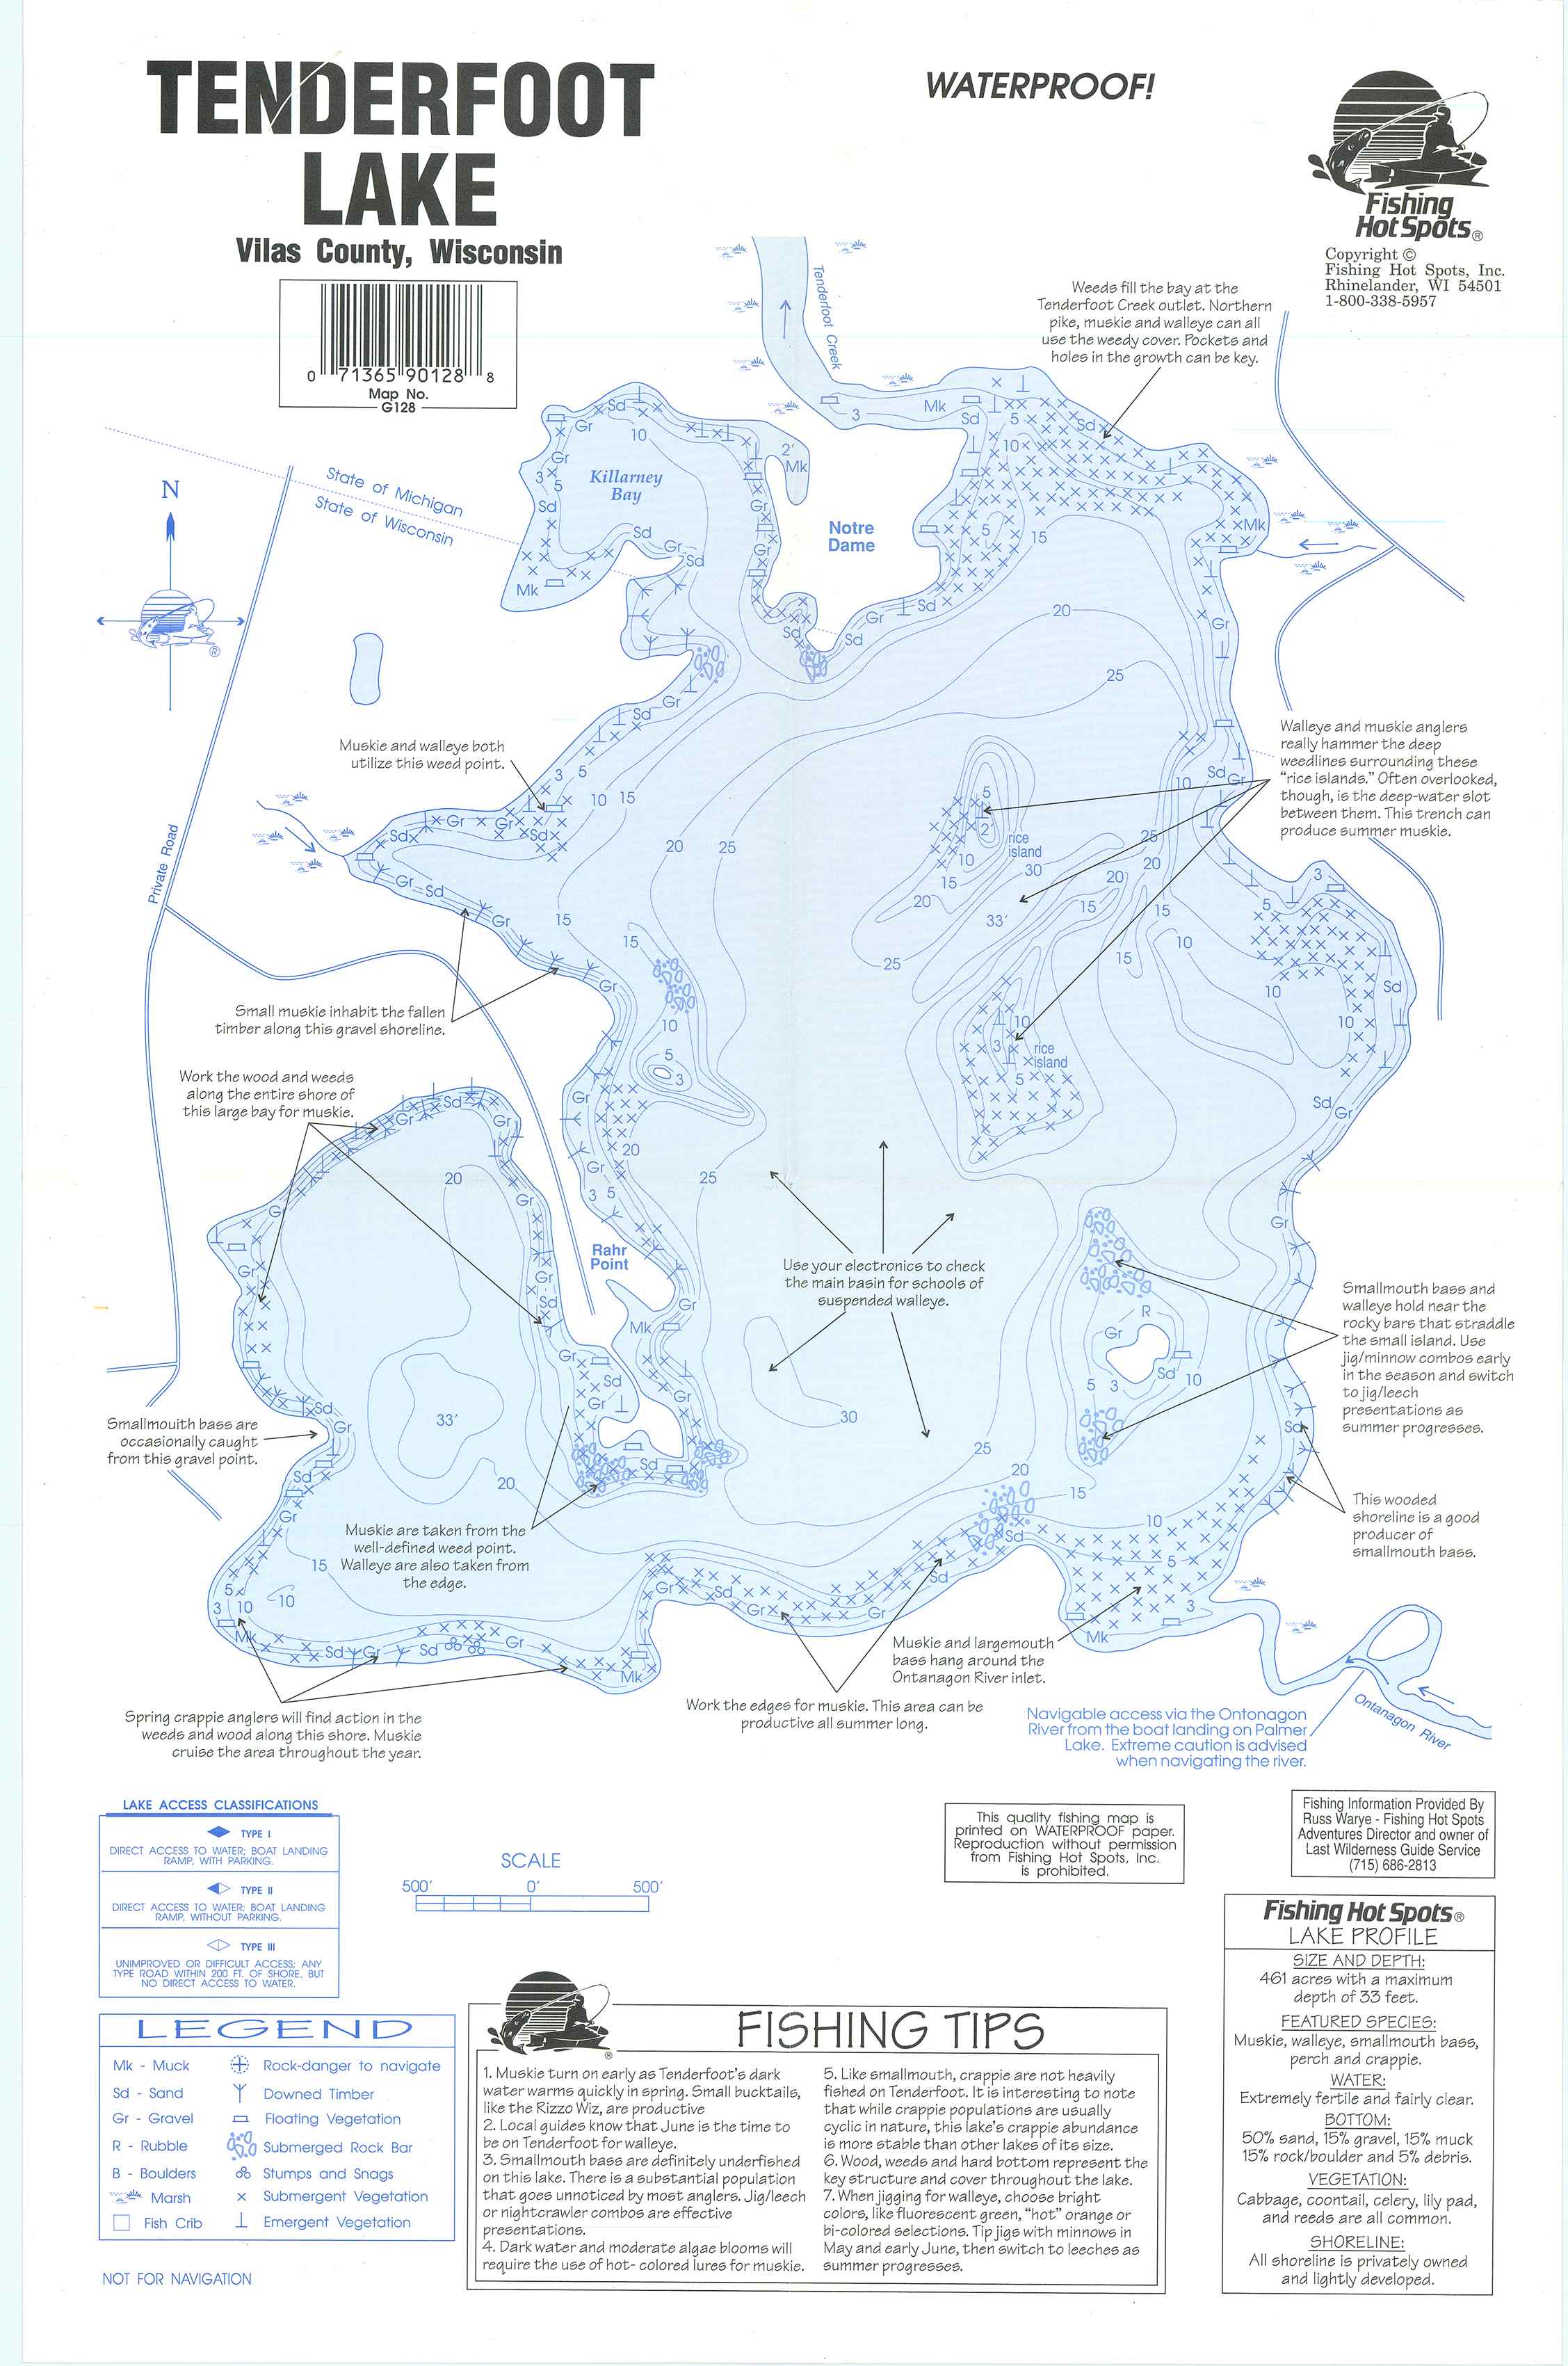 TENDERFOOT
LAKE
Vilas County, Wisconsin
WATERPROOF!
Fishing
Hot Spots®
Copyright ©
Fishing Hot Spots, Inc.
Rhinelander, WI 54501
1-800-338-5957
0 71365 90128 8
Map No.
G128
Tenderfoot Creek
Weeds fill the bay at the
Tenderfoot Creek outlet. Northern
pike, muskie and walleye can all
use the weedy cover. Pockets and
holes in the growth can be key.
State of Michigan
State of Wisconsin
N
Killarney
Bay
Notre
Dame
Muskie and walleye both
utilize this weed point.
Walleye and muskie anglers
really hammer the deep
weedlines surrounding these
"rice islands." Often overlooked,
though, is the deep-water slot
between them. This trench can
produce summer muskie.
Private Road
rice
island
33'
Small muskie inhabit the fallen
timber along this gravel shoreline.
rice
island
Work the wood and weeds
along the entire shore of
this large bay for muskie.
Rahr
Point
Use your electronics to check
the main basin for schools of
suspended walleye.
Smallmouth bass and
walleye hold near the
rocky bars that straddle
the small island. Use
jig/minnow combos early
in the season and switch
to jig/leech
presentations as
summer progresses.
Smallmouith bass are
occasionally caught
from this gravel point.
33'
This wooded
shoreline is a good
producer of
smallmouth bass.
Muskie are taken from the
well-defined weed point.
Walleye are also taken from
the edge.
Muskie and largemouth
bass hang around the
Ontanagon River inlet.
Work the edges for muskie. This area can be
productive all summer long.
Spring crappie anglers will find action in the
weeds and wood along this shore. Muskie
cruise the area throughout the year.
Navigable access via the Ontonagon
River from the boat landing on Palmer
Lake. Extreme caution is advised
when navigating the river.
Ontanagon River
LAKE ACCESS CLASSIFICATIONS
TYPE I
DIRECT ACCESS TO WATER; BOAT LANDING
RAMP, WITH PARKING.
TYPE II
DIRECT ACCESS TO WATER; BOAT LANDING
RAMP, WITHOUT PARKING.
TYPE III
UNIMPROVED OR DIFFICULT ACCESS; ANY
TYPE ROAD WITHIN 200 FT. OF SHORE, BUT
NO DIRECT ACCESS TO WATER.
SCALE
500' 0' 500'
This quality fishing map is
printed on WATERPROOF paper.
Reproduction without permission
from Fishing Hot Spots, Inc.
is prohibited.
Fishing Information Provided By
Russ Warye - Fishing Hot Spots
Adventures Director and owner of
Last Wilderness Guide Service
(715) 686-2813
LEGEND
Mk - Muck
Sd - Sand
Gr - Gravel
R - Rubble
B - Boulders
Marsh
Fish Crib
Rock-danger to navigate
Downed Timber
Floating Vegetation
Submerged Rock Bar
Stumps and Snags
Submergent Vegetation
Emergent Vegetation
NOT FOR NAVIGATION
FISHING TIPS
1. Muskie turn on early as Tenderfoot's dark
water warms quickly in spring. Small bucktails,
like the Rizzo Wiz, are productive
2. Local guides know that June is the time to
be on Tenderfoot for walleye.
3. Smallmouth bass are definitely underfished
on this lake. There is a substantial population
that goes unnoticed by most anglers. Jig/leech
or nightcrawler combos are effective
presentations.
4. Dark water and moderate algae blooms will
require the use of hot- colored lures for muskie.
5. Like smallmouth, crappie are not heavily
fished on Tenderfoot. It is interesting to note
that while crappie populations are usually
cyclic in nature, this lake's crappie abundance
is more stable than other lakes of its size.
6. Wood, weeds and hard bottom represent the
key structure and cover throughout the lake.
7. When jigging for walleye, choose bright
colors, like fluorescent green, "hot" orange or
bi-colored selections. Tip jigs with minnows in
May and early June, then switch to leeches as
summer progresses.
Fishing Hot Spots®
LAKE PROFILE
SIZE AND DEPTH:
461 acres with a maximum
depth of 33 feet.
FEATURED SPECIES:
Muskie, walleye, smallmouth bass,
perch and crappie.
WATER:
Extremely fertile and fairly clear.
BOTTOM:
50% sand, 15% gravel, 15% muck
15% rock/boulder and 5% debris.
VEGETATION:
Cabbage, coontail, celery, lily pad,
and reeds are all common.
SHORELINE:
All shoreline is privately owned
and lightly developed.